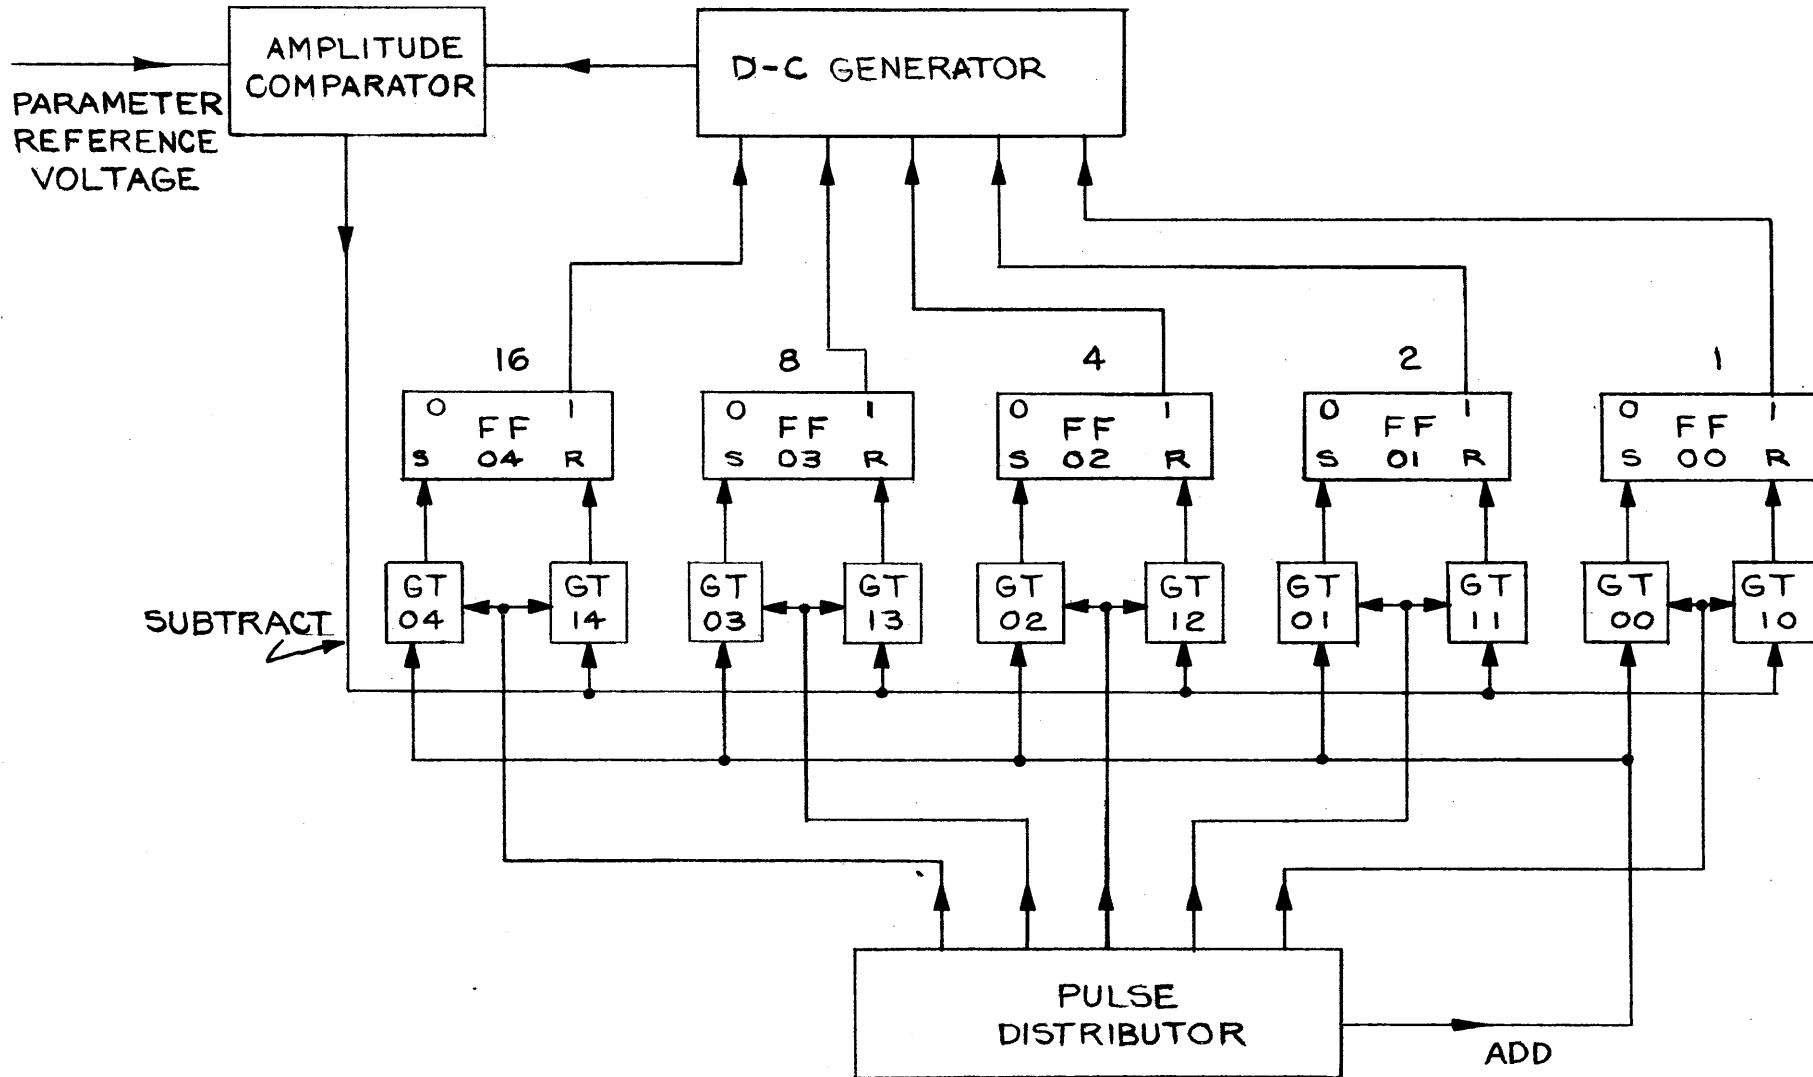 AMPLITUDE
COMPARATOR
D-C GENERATOR
PARAMETER
REFERENCE
VOLTAGE
16
8
4
2
1
0 1
FF
S 04 R
0 1
FF
S 03 R
0 1
FF
S 02 R
0 1
FF
S 01 R
0 1
FF
S 00 R
GT
04
GT
14
GT
03
GT
13
GT
02
GT
12
GT
01
GT
11
GT
00
GT
10
SUBTRACT
PULSE
DISTRIBUTOR
ADD